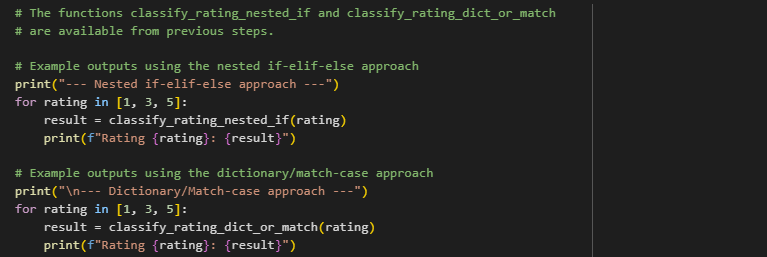 # The functions classify_rating_nested_if and classify_rating_dict_or_match
# are available from previous steps.

# Example outputs using the nested if-elif-else approach
print("--- Nested if-elif-else approach ---")
for rating in [1, 3, 5]:
    result = classify_rating_nested_if(rating)
    print(f"Rating {rating}: {result}")

# Example outputs using the dictionary/match-case approach
print("\n--- Dictionary/Match-case approach ---")
for rating in [1, 3, 5]:
    result = classify_rating_dict_or_match(rating)
    print(f"Rating {rating}: {result}")